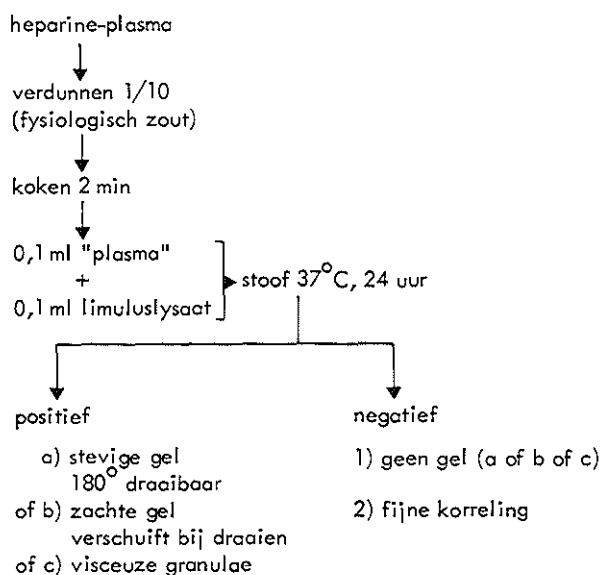 heparine-plasma
verdunnen 1/10
(fysiologisch zout)
koken 2 min
0,1 ml "plasma"
+
0,1 ml limuluslysaat
stoof 37°C, 24 uur
positief
a) stevige gel
180° draaibaar
of b) zachte gel
verschuift bij draaien
of c) visceuze granulae
negatief
1) geen gel (a of b of c)
2) fijne korreling